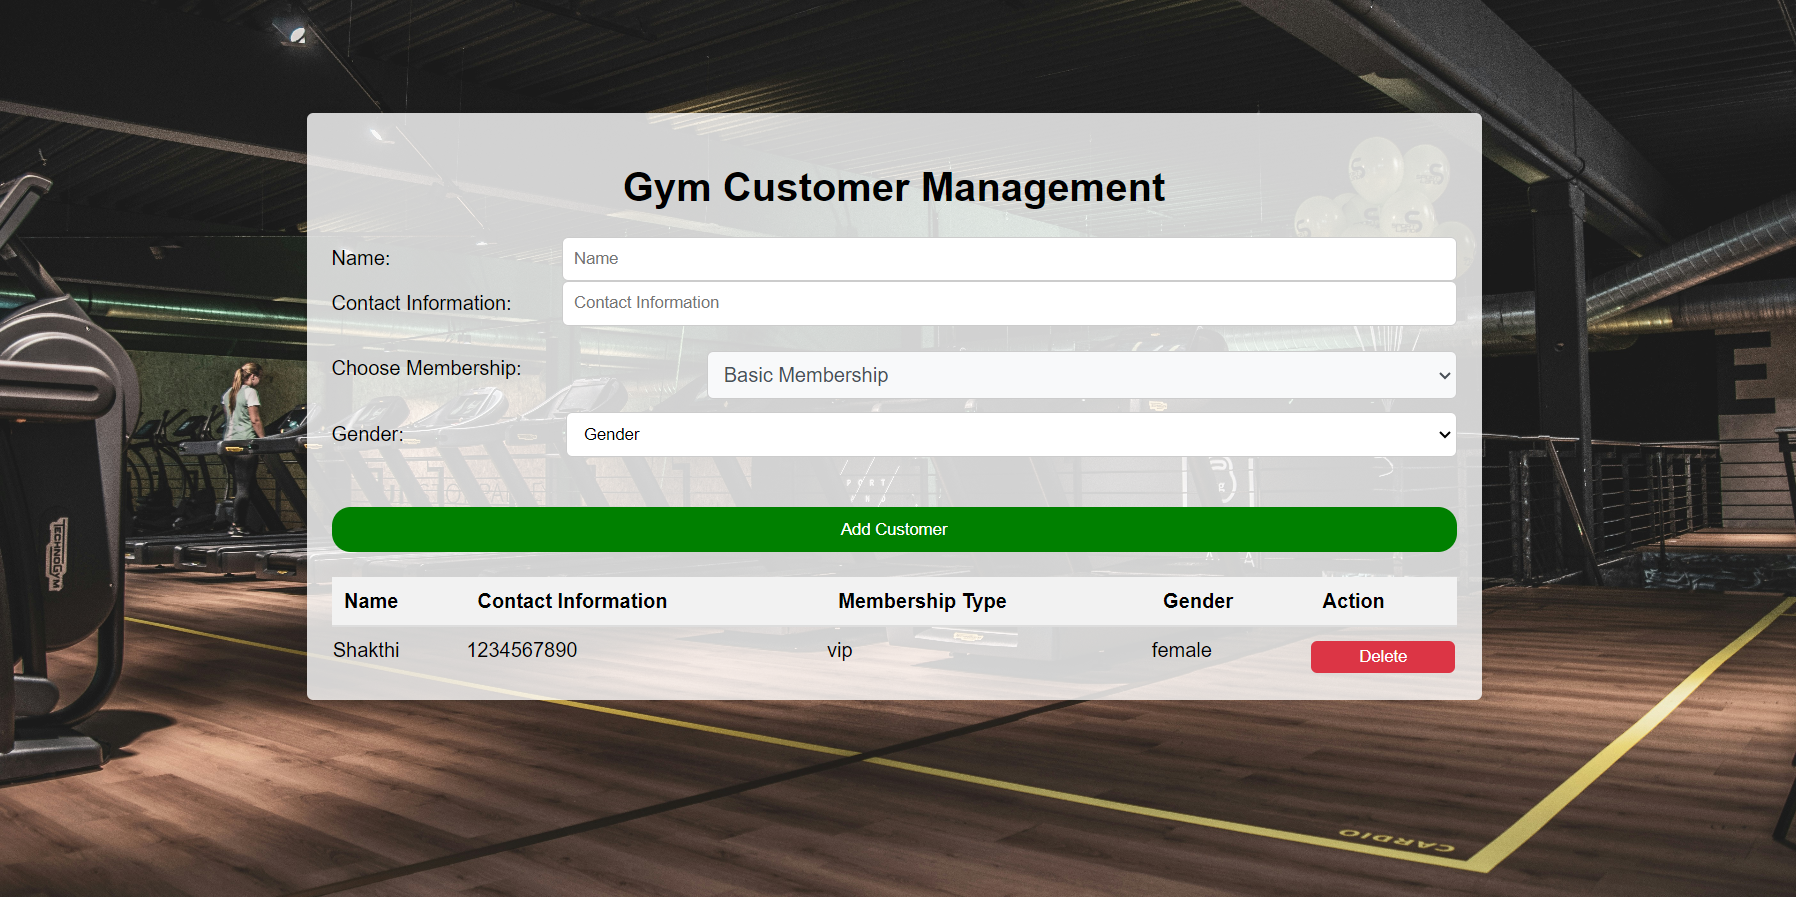 Gym Customer Management
Name:
Name
Contact Information:
Contact Information
Choose Membership:
Basic Membership
Gender:
Gender
Add Customer
Name Contact Information Membership Type Gender Action
Shakthi 1234567890 vip female Delete
TECHNOGYM
CARDIO